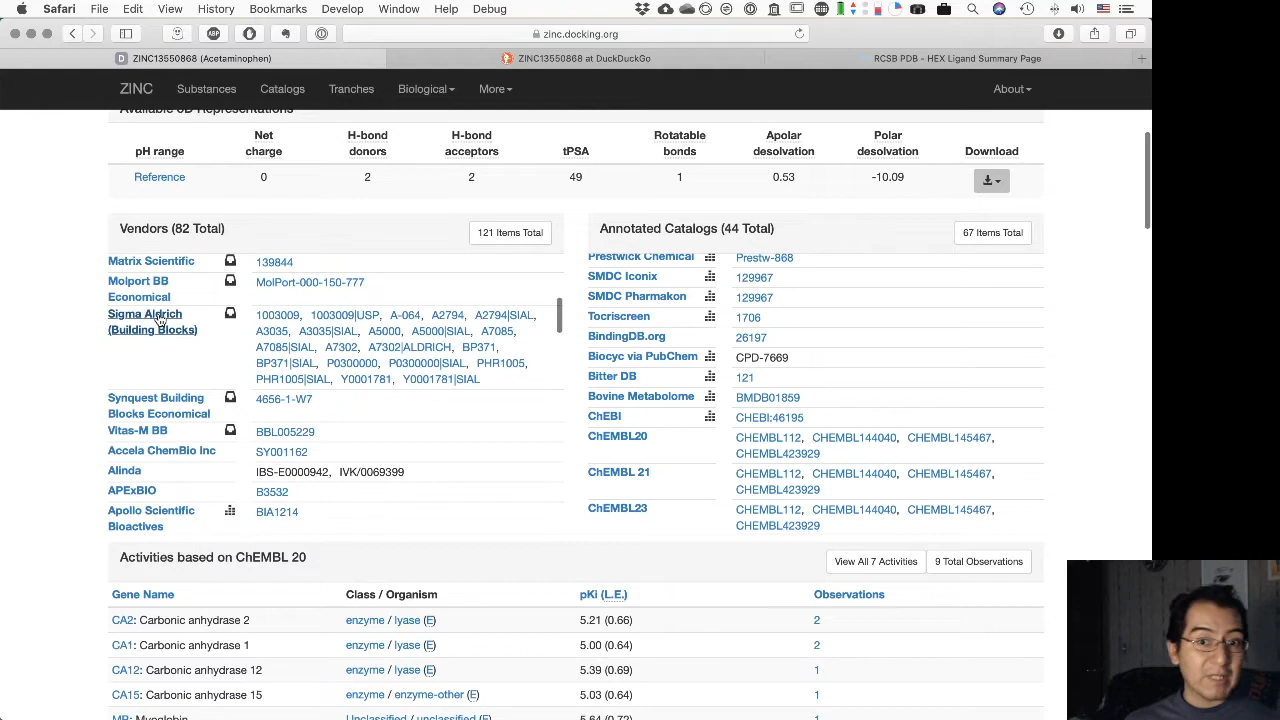 Safari File Edit View History Bookmarks Develop Window Help Debug
zinc.docking.org
ZINC13550868 (Acetaminophen)
ZINC13550868 at DuckDuckGo
RCSB PDB - HEX Ligand Summary Page
ZINC Substances Catalogs Tranches Biological More About
Available 3D Representations
pH range Net charge H-bond donors H-bond acceptors tPSA Rotatable bonds Apolar desolvation Polar desolvation Download
Reference 0 2 2 49 1 0.53 -10.09
Vendors (82 Total) 121 Items Total
Matrix Scientific 139844
Molport BB Economical MolPort-000-150-777
Sigma Aldrich (Building Blocks) 1003009, 1003009|USP, A-064, A2794, A2794|SIAL,
A3035, A3035|SIAL, A5000, A5000|SIAL, A7085,
A7085|SIAL, A7302, A7302|ALDRICH, BP371,
BP371|SIAL, P0300000, P0300000|SIAL, PHR1005,
PHR1005|SIAL, Y0001781, Y0001781|SIAL
Synquest Building Blocks Economical 4656-1-W7
Vitas-M BB BBL005229
Accela ChemBio Inc SY001162
Alinda IBS-E0000942, IVK/0069399
APExBIO B3532
Apollo Scientific Bioactives BIA1214
Annotated Catalogs (44 Total) 67 Items Total
Prestwick Chemical Prestw-868
SMDC Iconix 129967
SMDC Pharmakon 129967
Tocriscreen 1706
BindingDB.org 26197
Biocyc via PubChem CPD-7669
Bitter DB 121
Bovine Metabolome BMDB01859
ChEBI CHEBI:46195
ChEMBL20 CHEMBL112, CHEMBL144040, CHEMBL145467,
CHEMBL423929
ChEMBL 21 CHEMBL112, CHEMBL144040, CHEMBL145467,
CHEMBL423929
ChEMBL23 CHEMBL112, CHEMBL144040, CHEMBL145467,
CHEMBL423929
Activities based on ChEMBL 20 View All 7 Activities 9 Total Observations
Gene Name Class / Organism pKi (L.E.) Observations
CA2: Carbonic anhydrase 2 enzyme / lyase (E) 5.21 (0.66) 2
CA1: Carbonic anhydrase 1 enzyme / lyase (E) 5.00 (0.64) 2
CA12: Carbonic anhydrase 12 enzyme / lyase (E) 5.39 (0.69) 1
CA15: Carbonic anhydrase 15 enzyme / enzyme-other (E) 5.03 (0.64) 1
MB: Myoglobin Unclassified / unclassified (E) 5.64 (0.72) 1